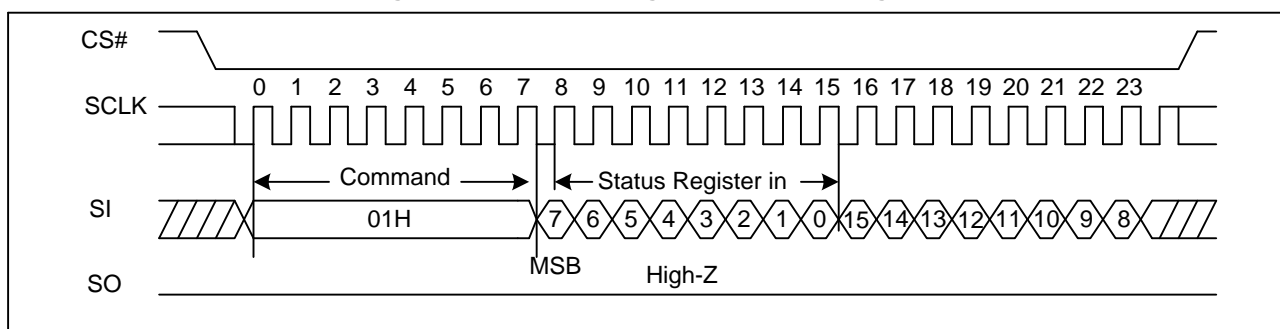 CS#
0 1 2 3 4 5 6 7 8 9 10 11 12 13 14 15 16 17 18 19 20 21 22 23
SCLK
Command Status Register in
SI 01H 7 6 5 4 3 2 1 0 15 14 13 12 11 10 9 8
MSB High-Z
SO